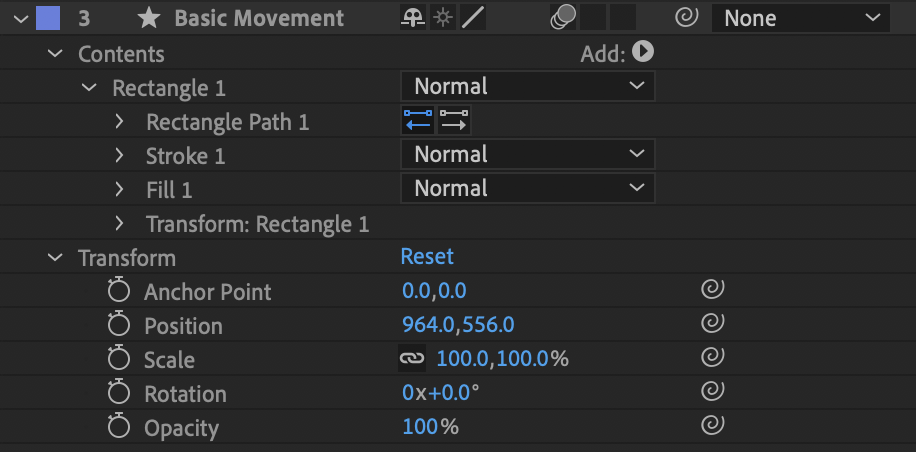 3 Basic Movement None
Contents Add:
Rectangle 1 Normal
Rectangle Path 1
Stroke 1 Normal
Fill 1 Normal
Transform: Rectangle 1
Transform Reset
Anchor Point 0.0,0.0
Position 964.0,556.0
Scale 100.0,100.0%
Rotation 0x+0.0°
Opacity 100%